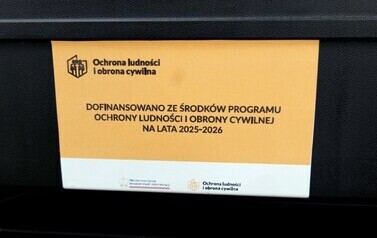 Ochrona ludności
i obrona cywilna
DOFINANSOWANO ZE ŚRODKÓW PROGRAMU
OCHRONY LUDNOŚCI I OBRONY CYWILNEJ
NA LATA 2025-2026
Ochrona ludności
i obrona cywilna